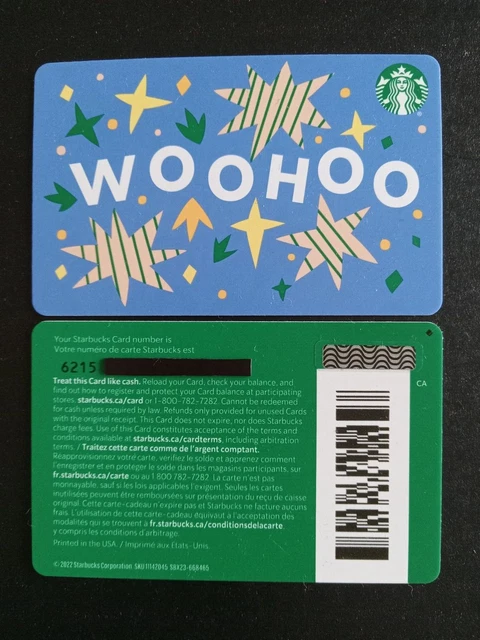 WOOHOO
Your Starbucks Card number is
Votre numéro de carte Starbucks est
6215
CA
Treat this Card like cash. Reload your Card, check your balance, and
find out how to register and protect your Card balance at participating
stores, starbucks.ca/card or 1-800-782-7282. Cannot be redeemed
for cash unless required by law. Refunds only provided for unused Cards
with the original receipt. This Card does not expire, nor does Starbucks
charge fees. Use of this Card constitutes acceptance of the terms and
conditions available at starbucks.ca/cardterms, including arbitration
terms. / Traitez cette carte comme de l'argent comptant.
Réapprovisionnez votre carte, vérifiez le solde et apprenez comment
l'enregistrer et en protéger le solde dans les magasins participants, sur
fr.starbucks.ca/carte ou au 1 800 782-7282. La carte n'est pas
monnayable, sauf si les lois applicables l'exigent. Seules les cartes
inutilisées peuvent être remboursées sur présentation du reçu de caisse
original. Cette carte-cadeau n'expire pas et Starbucks ne facture aucuns
frais. L'utilisation de cette carte-cadeau équivaut à l'acceptation des
modalités qui se trouvent à fr.starbucks.ca/conditionsdelacarte
y compris les conditions d'arbitrage.
Printed in the USA. / Imprimé aux États-Unis.
© 2022 Starbucks Corporation. SKU 11142045 SBX23-668465